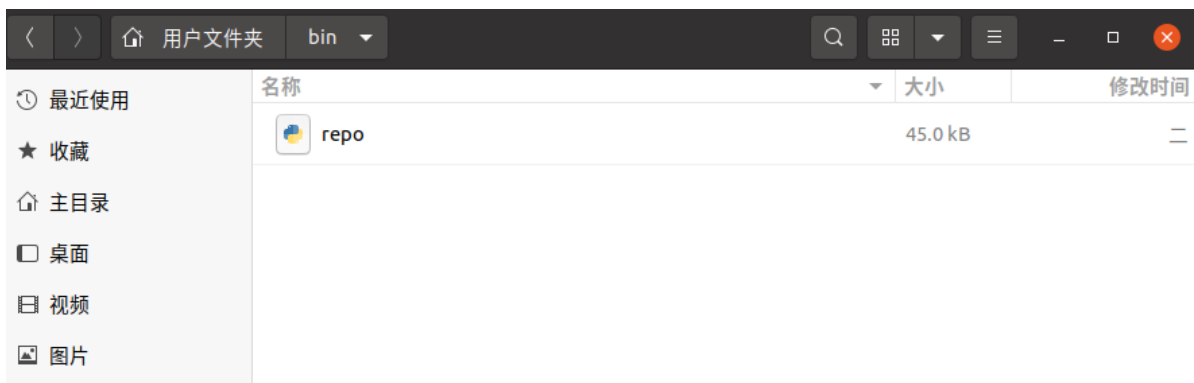 用户文件夹 bin
最近使用
收藏
主目录
桌面
视频
图片
名称 大小 修改时间
repo 45.0 kB 二